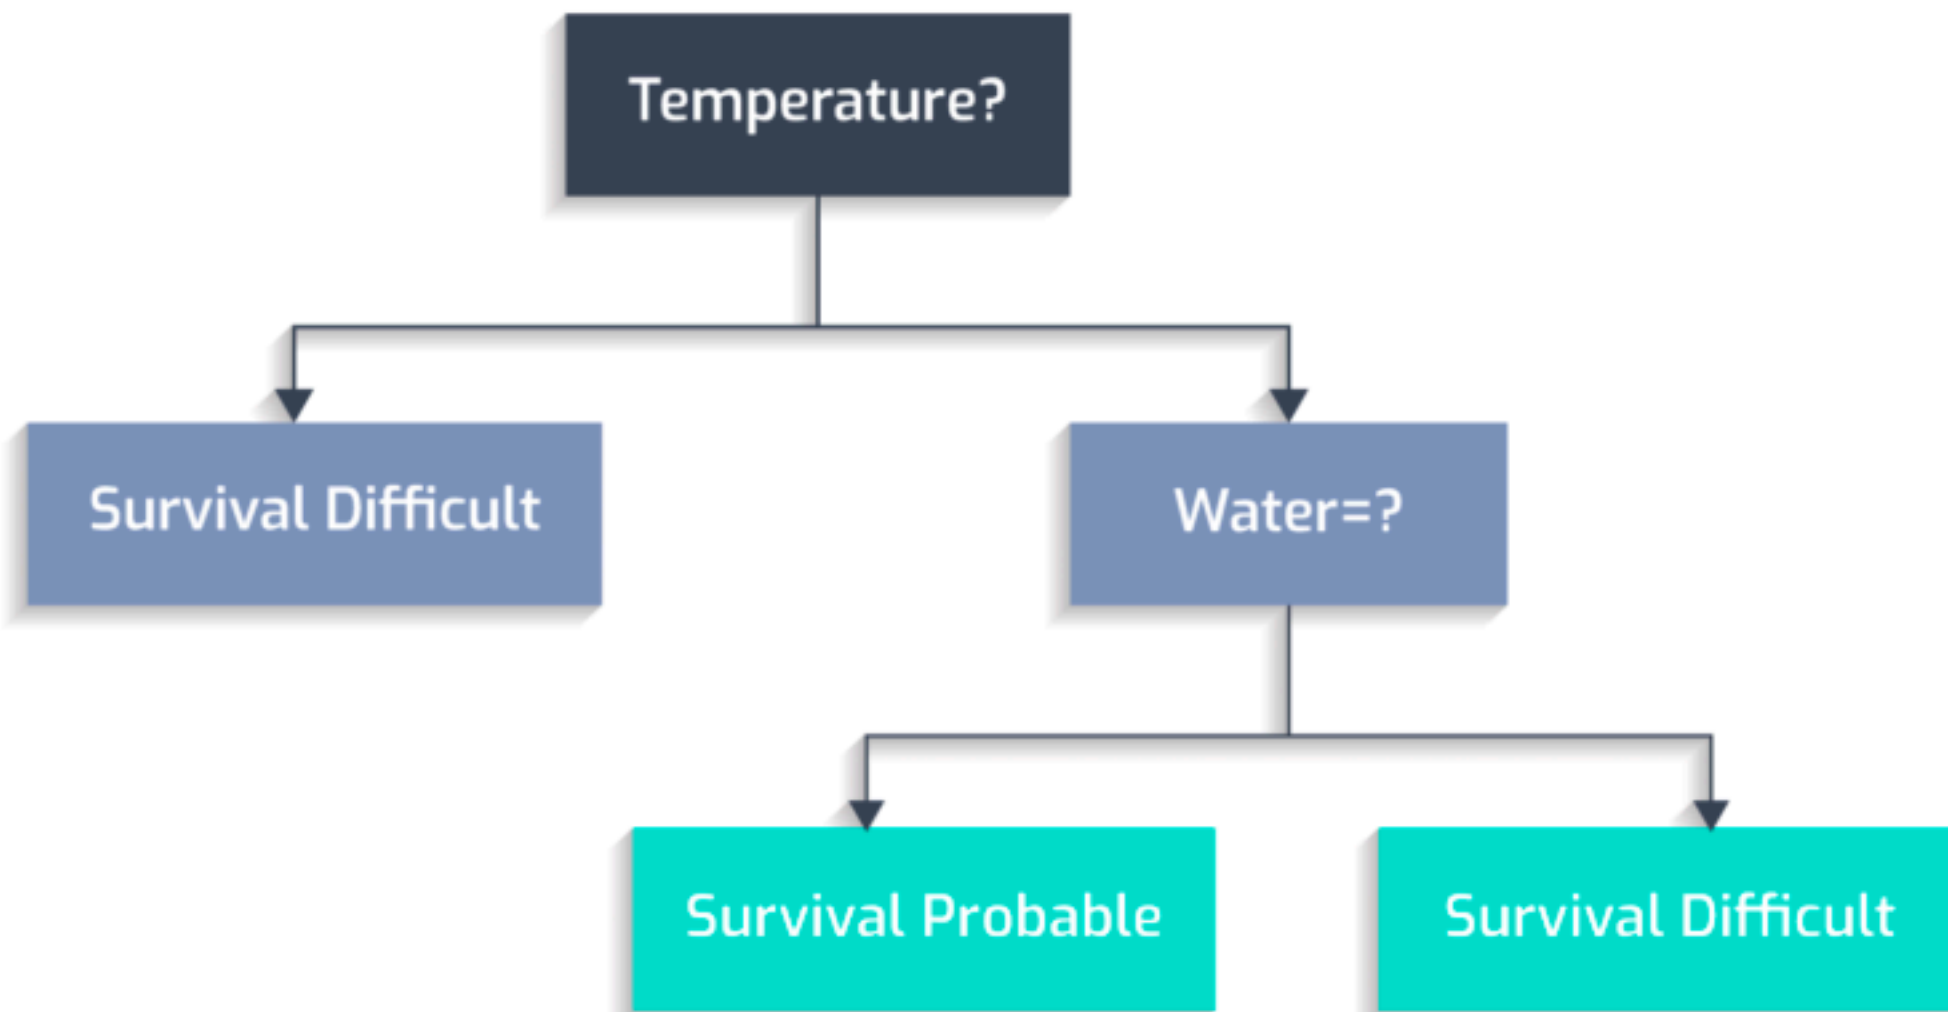 Temperature?
Survival Difficult
Water=?
Survival Probable
Survival Difficult